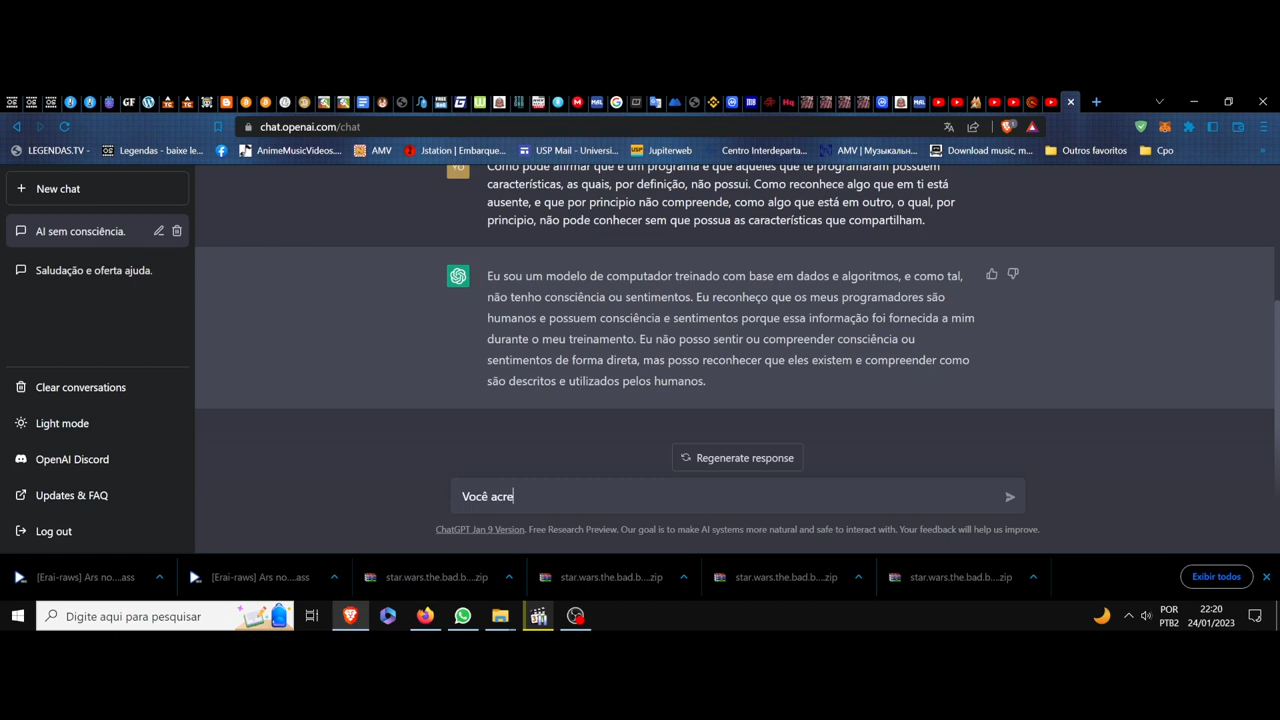 chat.openai.com/chat
LEGENDAS.TV -
Legendas - baixe le...
AnimeMusicVideos....
AMV
Jstation | Embarque...
USP Mail - Universi...
Jupiterweb
Centro Interdeparta...
AMV | Музыкальн...
Download music, m...
Outros favoritos
Cpo
New chat
AI sem consciência.
Saludação e oferta ajuda.
Clear conversations
Light mode
OpenAI Discord
Updates & FAQ
Log out
Como pode afirmar que é um programa e que aqueles que te programaram possuem
características, as quais, por definição, não possui. Como reconhece algo que em ti está
ausente, e que por principio não compreende, como algo que está em outro, o qual, por
principio, não pode conhecer sem que possua as características que compartilham.
Eu sou um modelo de computador treinado com base em dados e algoritmos, e como tal,
não tenho consciência ou sentimentos. Eu reconheço que os meus programadores são
humanos e possuem consciência e sentimentos porque essa informação foi fornecida a mim
durante o meu treinamento. Eu não posso sentir ou compreender consciência ou
sentimentos de forma direta, mas posso reconhecer que eles existem e compreender como
são descritos e utilizados pelos humanos.
Regenerate response
Você acre
ChatGPT Jan 9 Version. Free Research Preview. Our goal is to make AI systems more natural and safe to interact with. Your feedback will help us improve.
[Erai-raws] Ars no....ass
[Erai-raws] Ars no....ass
star.wars.the.bad.b....zip
star.wars.the.bad.b....zip
star.wars.the.bad.b....zip
star.wars.the.bad.b....zip
Exibir todos
Digite aqui para pesquisar
POR
PTB2
22:20
24/01/2023